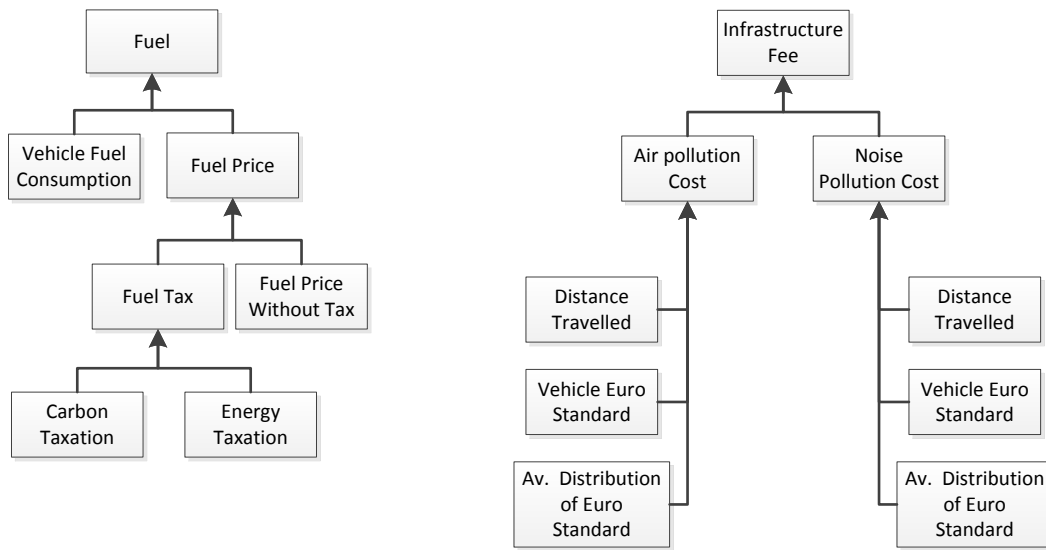 Fuel
Vehicle Fuel
Consumption
Fuel Price
Fuel Tax
Fuel Price
Without Tax
Carbon
Taxation
Energy
Taxation
Infrastructure
Fee
Air pollution
Cost
Noise
Pollution Cost
Distance
Travelled
Vehicle Euro
Standard
Av. Distribution
of Euro
Standard
Distance
Travelled
Vehicle Euro
Standard
Av. Distribution
of Euro
Standard